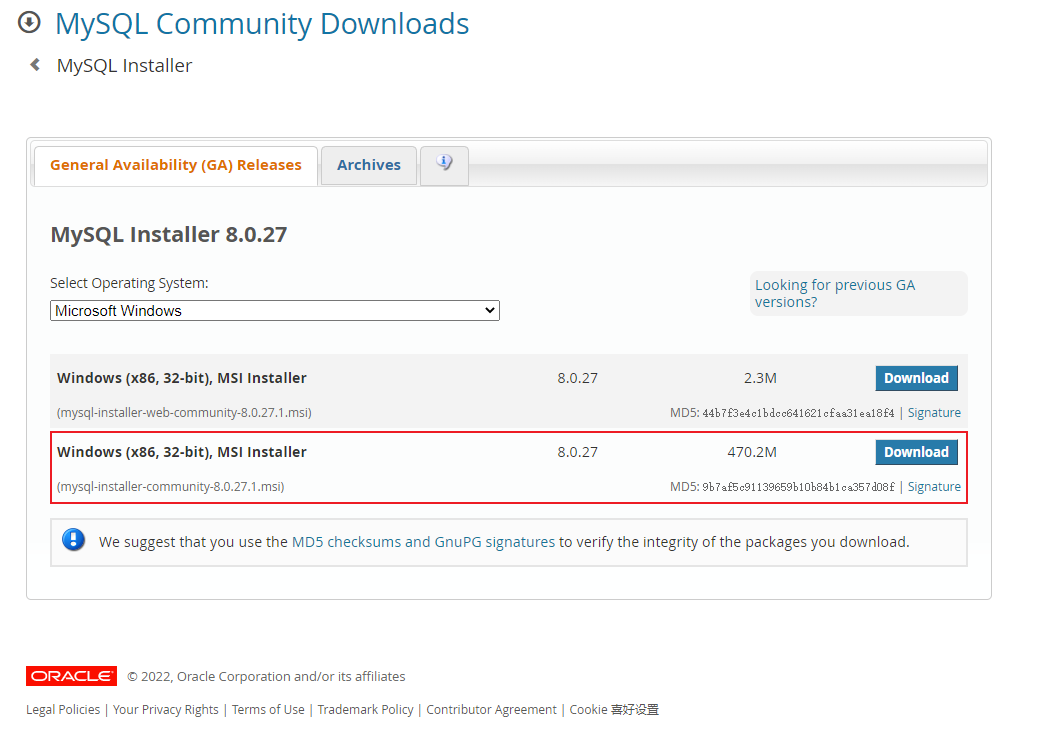 MySQL Community Downloads
MySQL Installer
General Availability (GA) Releases
Archives
MySQL Installer 8.0.27
Select Operating System:
Microsoft Windows
Looking for previous GA
versions?
Windows (x86, 32-bit), MSI Installer 8.0.27 2.3M Download
(mysql-installer-web-community-8.0.27.1.msi) MD5: 44b7f3e4c1bdcc641621cfaa31ea18f4 | Signature
Windows (x86, 32-bit), MSI Installer 8.0.27 470.2M Download
(mysql-installer-community-8.0.27.1.msi) MD5: 9b7af5c91139659b10b84b1ca357d08f | Signature
We suggest that you use the MD5 checksums and GnuPG signatures to verify the integrity of the packages you download.
ORACLE © 2022, Oracle Corporation and/or its affiliates
Legal Policies | Your Privacy Rights | Terms of Use | Trademark Policy | Contributor Agreement | Cookie 喜好设置